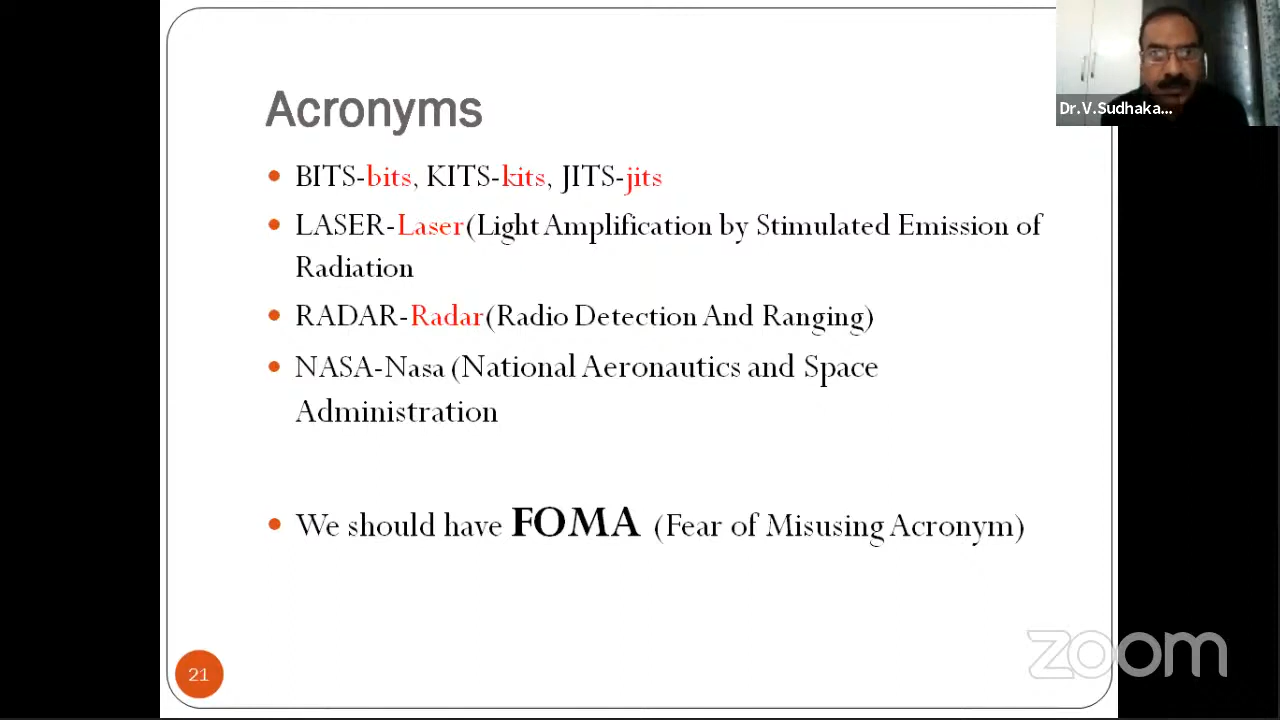 Dr.V.Sudhaka...
Acronyms
• BITS-bits, KITS-kits, JITS-jits
• LASER-Laser(Light Amplification by Stimulated Emission of
Radiation
• RADAR-Radar(Radio Detection And Ranging)
• NASA-Nasa (National Aeronautics and Space
Administration
• We should have FOMA (Fear of Misusing Acronym)
21
zoom